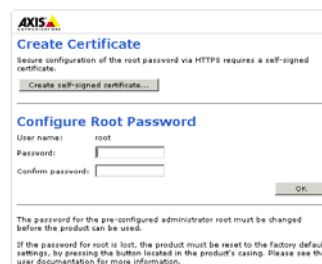 AXIS
COMMUNICATIONS
Create Certificate
Secure configuration of the root password via HTTPS requires a self-signed
certificate.
Create self-signed certificate...
Configure Root Password
User name: root
Password:
Confirm password:
OK
The password for the pre-configured administrator root must be changed
before the product can be used.
If the password for root is lost, the product must be reset to the factory defaul
settings, by pressing the button located in the product's casing. Please see th
user documentation for more information.